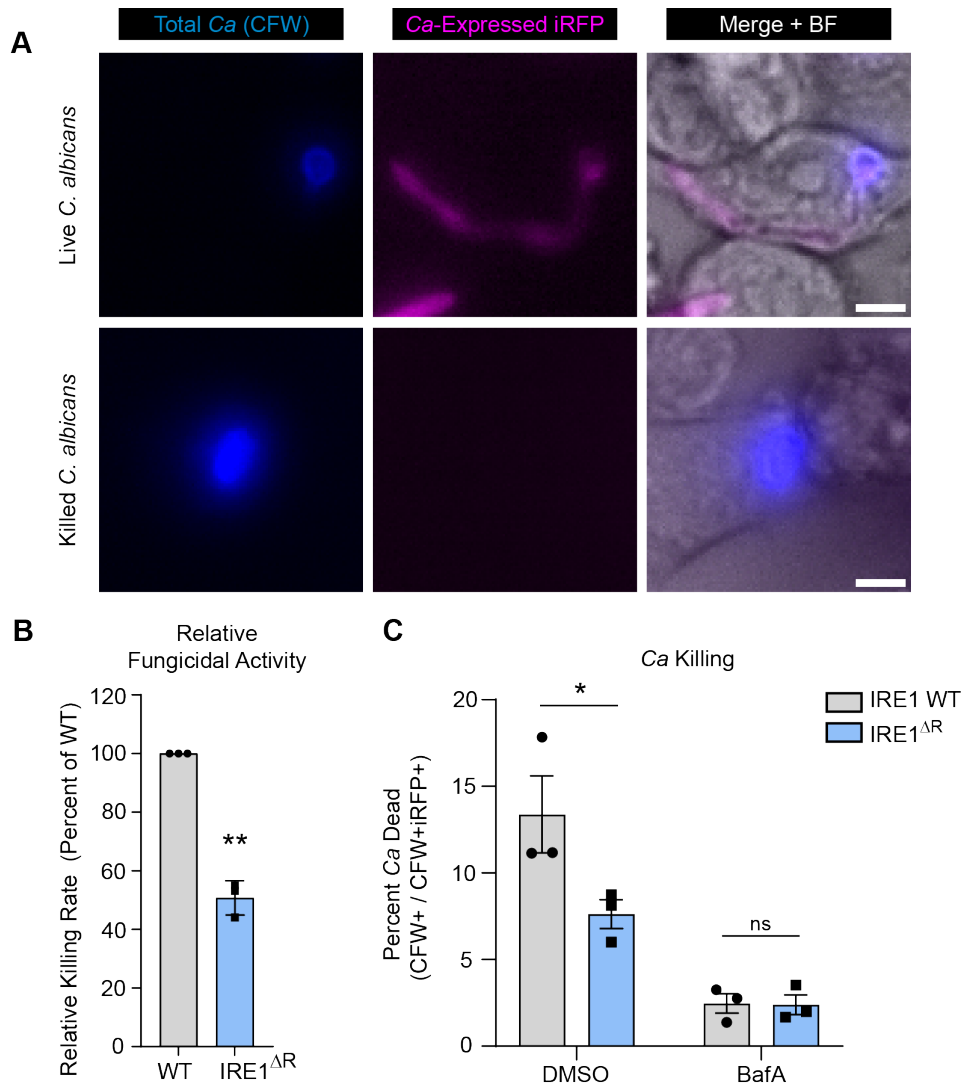 A
Total Ca (CFW)
Ca-Expressed iRFP
Merge + BF
Live C. albicans
Killed C. albicans
B
Relative
Fungicidal Activity
Relative Killing Rate (Percent of WT)
120
100
80
60
40
20
0
**
WT
IRE1ΔR
C
Ca Killing
Percent Ca Dead
(CFW+ / CFW+iRFP+)
20
15
10
5
0
*
ns
DMSO
BafA
IRE1 WT
IRE1ΔR